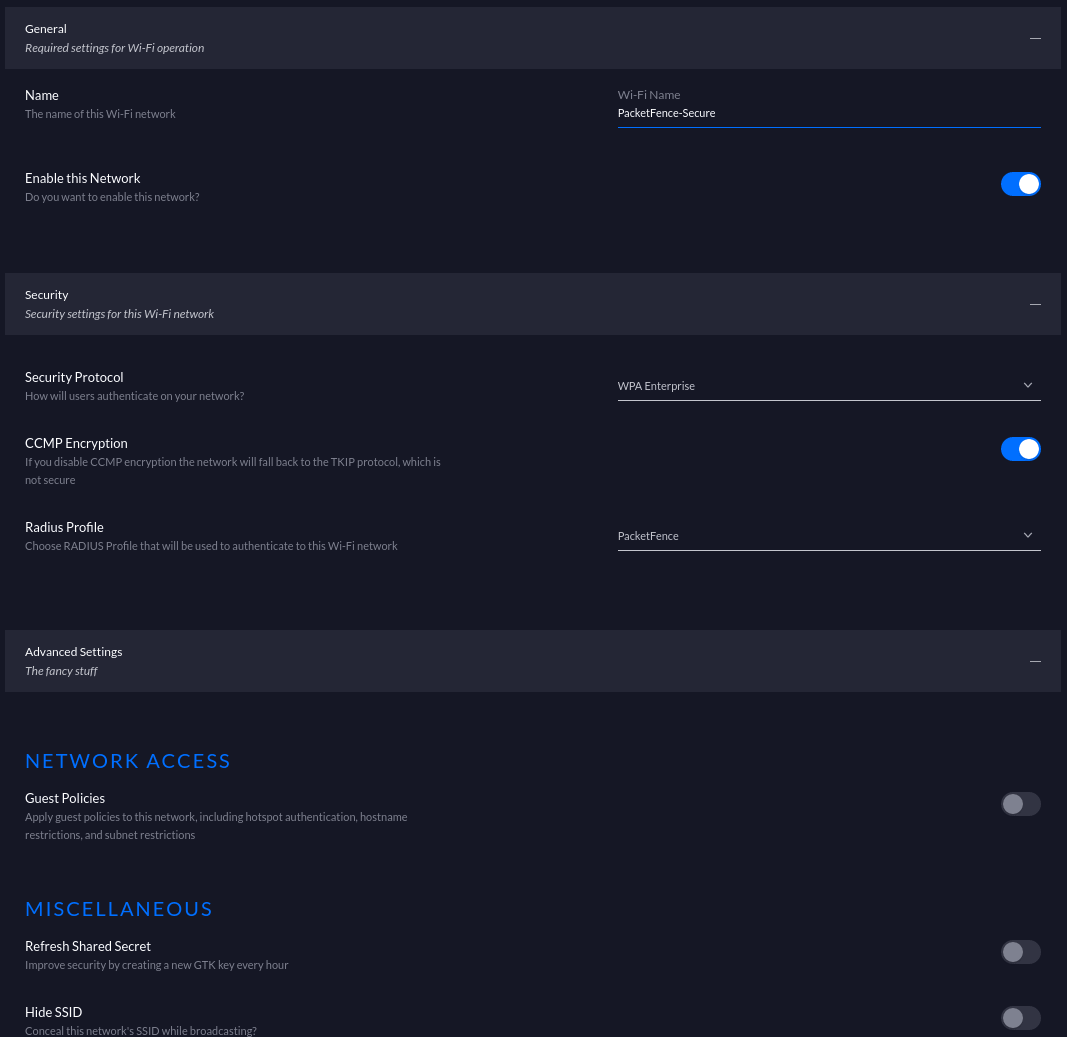 General
Required settings for Wi-Fi operation
Name
The name of this Wi-Fi network
Wi-Fi Name
PacketFence-Secure
Enable this Network
Do you want to enable this network?
Security
Security settings for this Wi-Fi network
Security Protocol
How will users authenticate on your network?
WPA Enterprise
CCMP Encryption
If you disable CCMP encryption the network will fall back to the TKIP protocol, which is
not secure
Radius Profile
Choose RADIUS Profile that will be used to authenticate to this Wi-Fi network
PacketFence
Advanced Settings
The fancy stuff
NETWORK ACCESS
Guest Policies
Apply guest policies to this network, including hotspot authentication, hostname
restrictions, and subnet restrictions
MISCELLANEOUS
Refresh Shared Secret
Improve security by creating a new GTK key every hour
Hide SSID
Conceal this network's SSID while broadcasting?